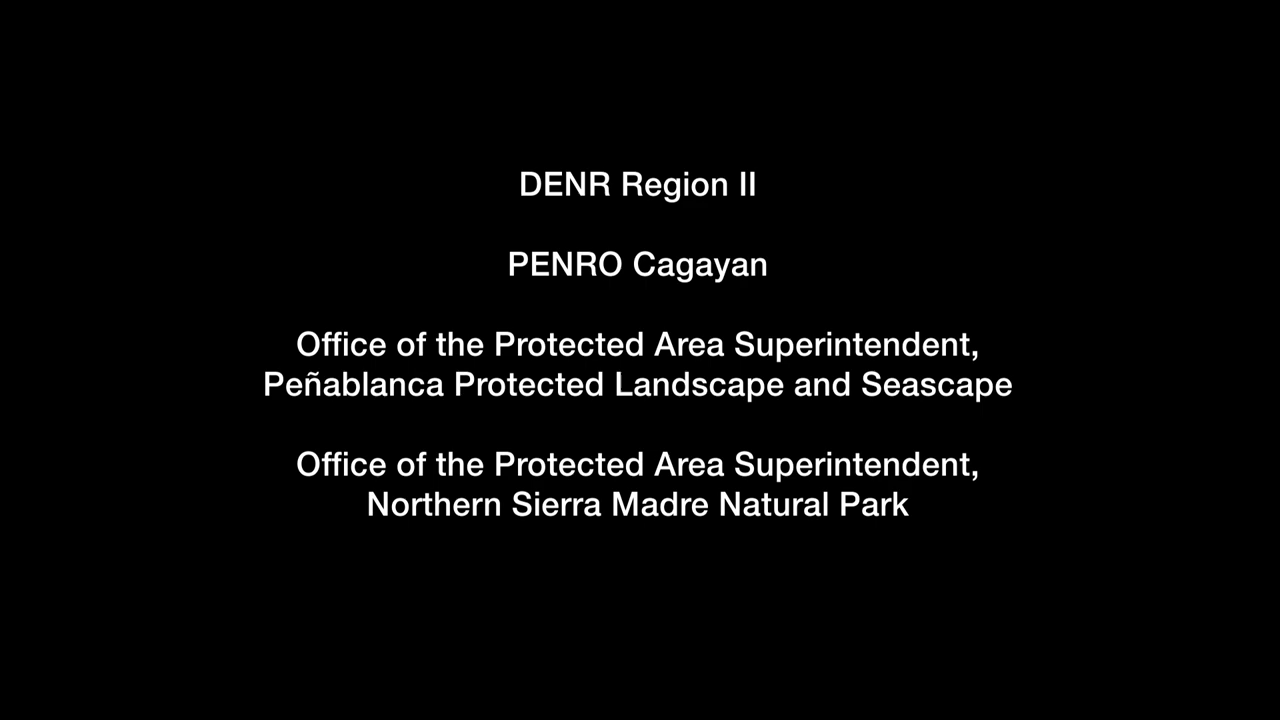 DENR Region II
PENRO Cagayan
Office of the Protected Area Superintendent,
Peñablanca Protected Landscape and Seascape
Office of the Protected Area Superintendent,
Northern Sierra Madre Natural Park